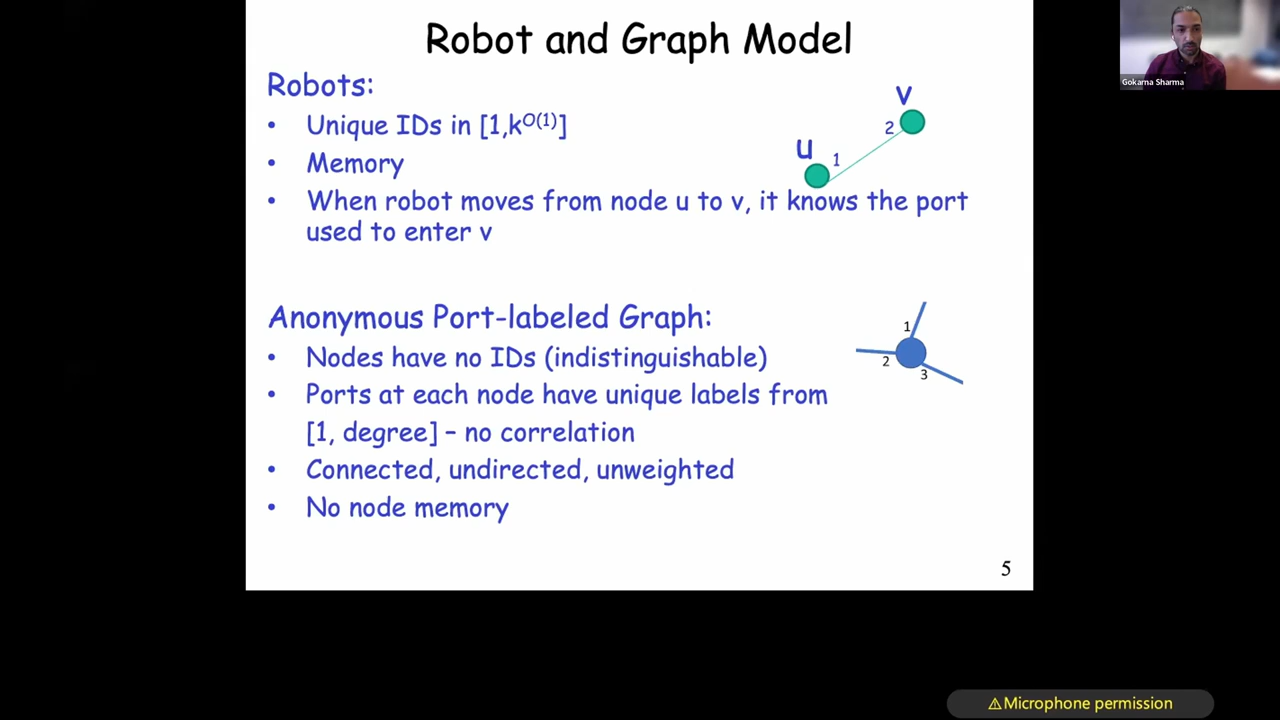 Robot and Graph Model
Gokarna Sharma
Robots:
• Unique IDs in [1,k^O(1)]
• Memory
• When robot moves from node u to v, it knows the port
used to enter v
v
2
u
1
Anonymous Port-labeled Graph:
• Nodes have no IDs (indistinguishable)
• Ports at each node have unique labels from
[1, degree] – no correlation
• Connected, undirected, unweighted
• No node memory
1
2
3
5
⚠Microphone permission